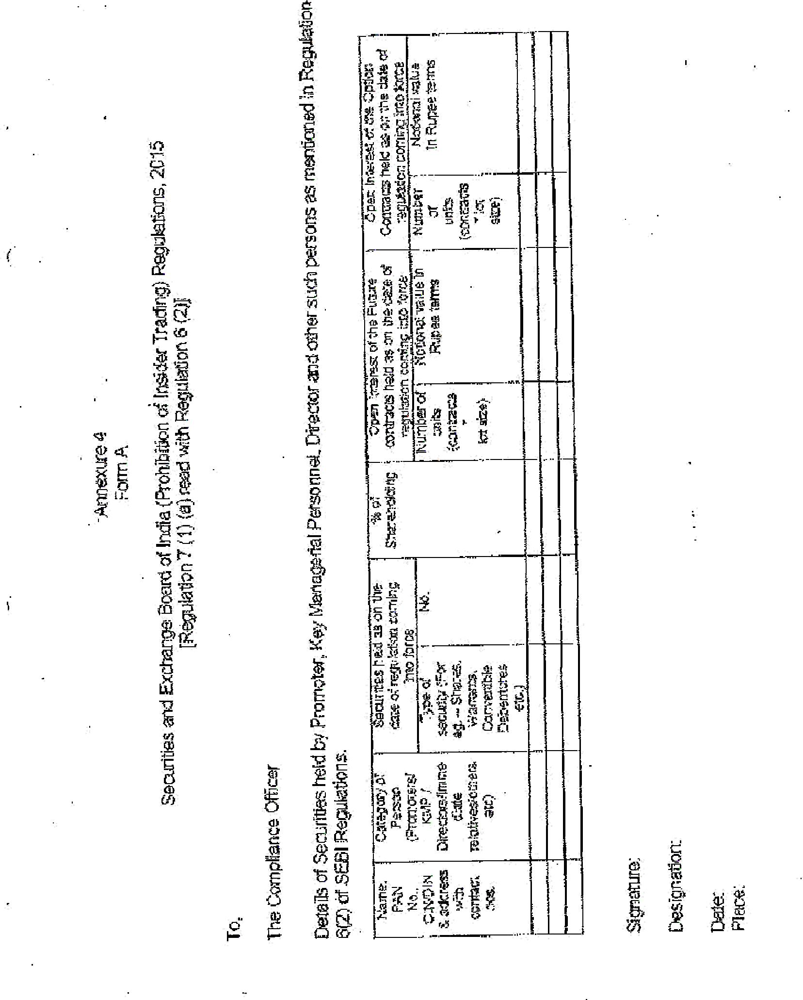 Annexure 4
Form A
Securities and Exchange Board of India (Prohibition of Insider Trading) Regulations, 2015
[Regulation 7 (1) (a) read with Regulation 6 (2)]
To,
The Compliance Officer
Details of Securities held by Promoter, Key Managerial Personnel, Director and other such persons as mentioned in Regulation
6(2) of SEBI Regulations.
Name,
PAN
No.,
CIN/DIN
& address
with
contact
nos.
Category of
Person
(Promoters/
KMP /
Directors/imme
diate
relatives/others
etc)
Securities held as on the
date of regulation coming
into force
Type of
security (For
eg. – Shares,
Warrants,
Convertible
Debentures
etc.)
No.
% of
Shareholding
Open Interest of the Future
contracts held as on the date of
regulation coming into force
Number of
units
(contracts
*
lot size)
Notional value in
Rupee terms
Open Interest of the Option
Contracts held as on the date of
regulation coming into force
Number
of
units
(contracts
* lot
size)
Notional value
in Rupee terms
Signature:
Designation:
Date:
Place: